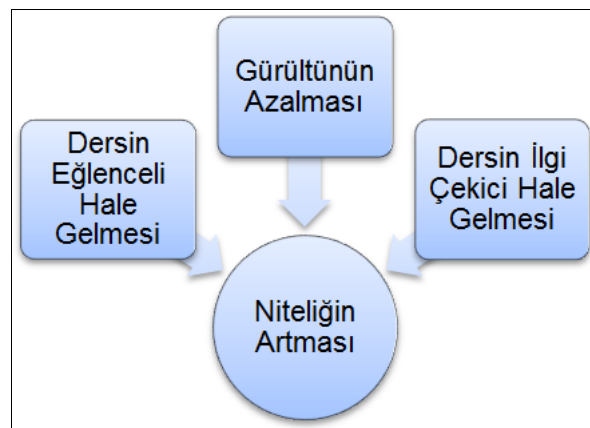 Gürültünün
Azalması
Dersin
Eğlenceli
Hale
Gelmesi
Dersin İlgi
Çekici Hale
Gelmesi
Niteliğin
Artması